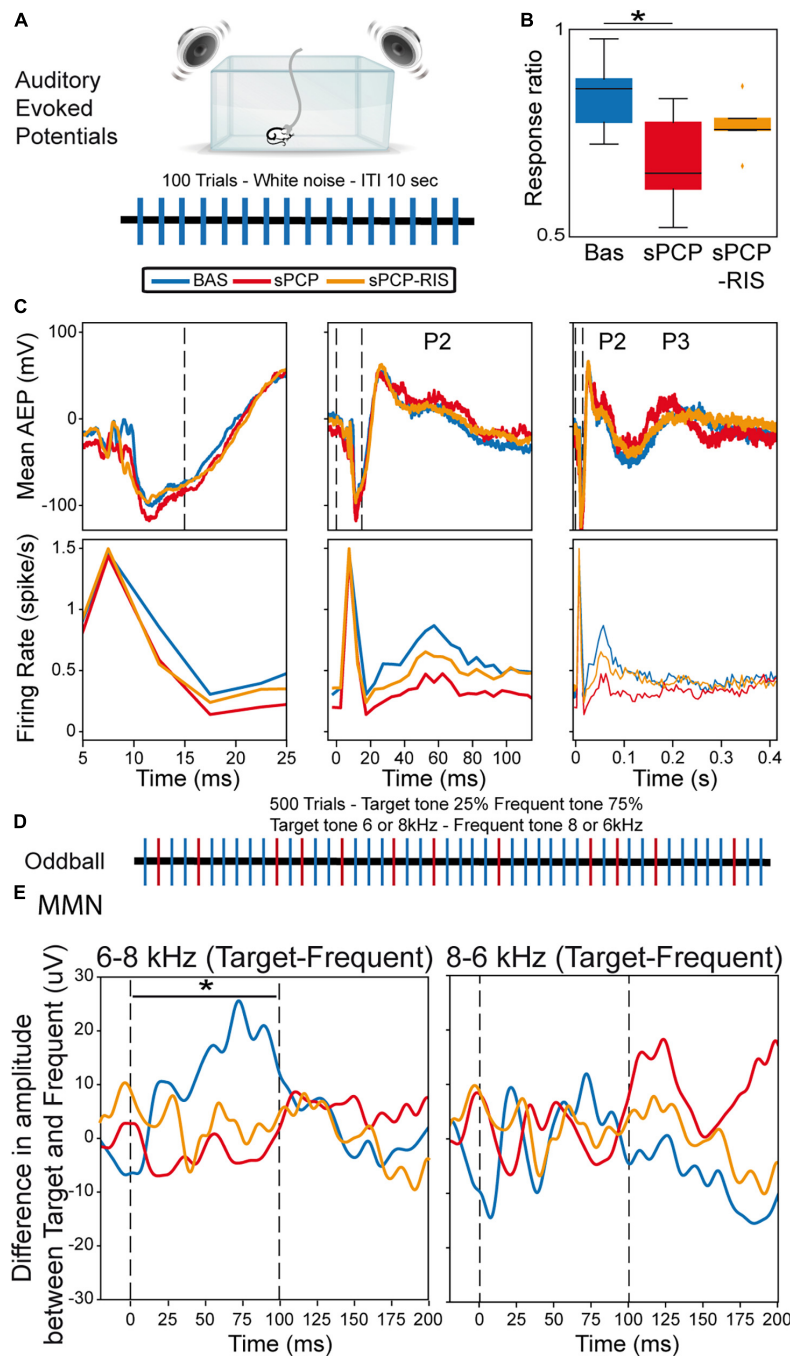 A
Auditory
Evoked
Potentials
100 Trials - White noise - ITI 10 sec
BAS sPCP sPCP-RIS
B
*
1
Response ratio
0.5
Bas sPCP sPCP
-RIS
C
P2
P2 P3
100
0
-100
Mean AEP (mV)
1.5
1
0.5
0
Firing Rate (spike/s)
5 10 15 20 25
0 20 40 60 80 100
0 0.1 0.2 0.3 0.4
Time (ms)
Time (ms)
Time (s)
D
500 Trials - Target tone 25% Frequent tone 75%
Target tone 6 or 8kHz - Frequent tone 8 or 6kHz
Oddball
E
MMN
6-8 kHz (Target-Frequent)
8-6 kHz (Target-Frequent)
*
30
20
10
0
-10
-20
-30
Difference in amplitude
between Target and Frequent (uV)
0 25 50 75 100 125 150 175 200
0 25 50 75 100 125 150 175 200
Time (ms)
Time (ms)